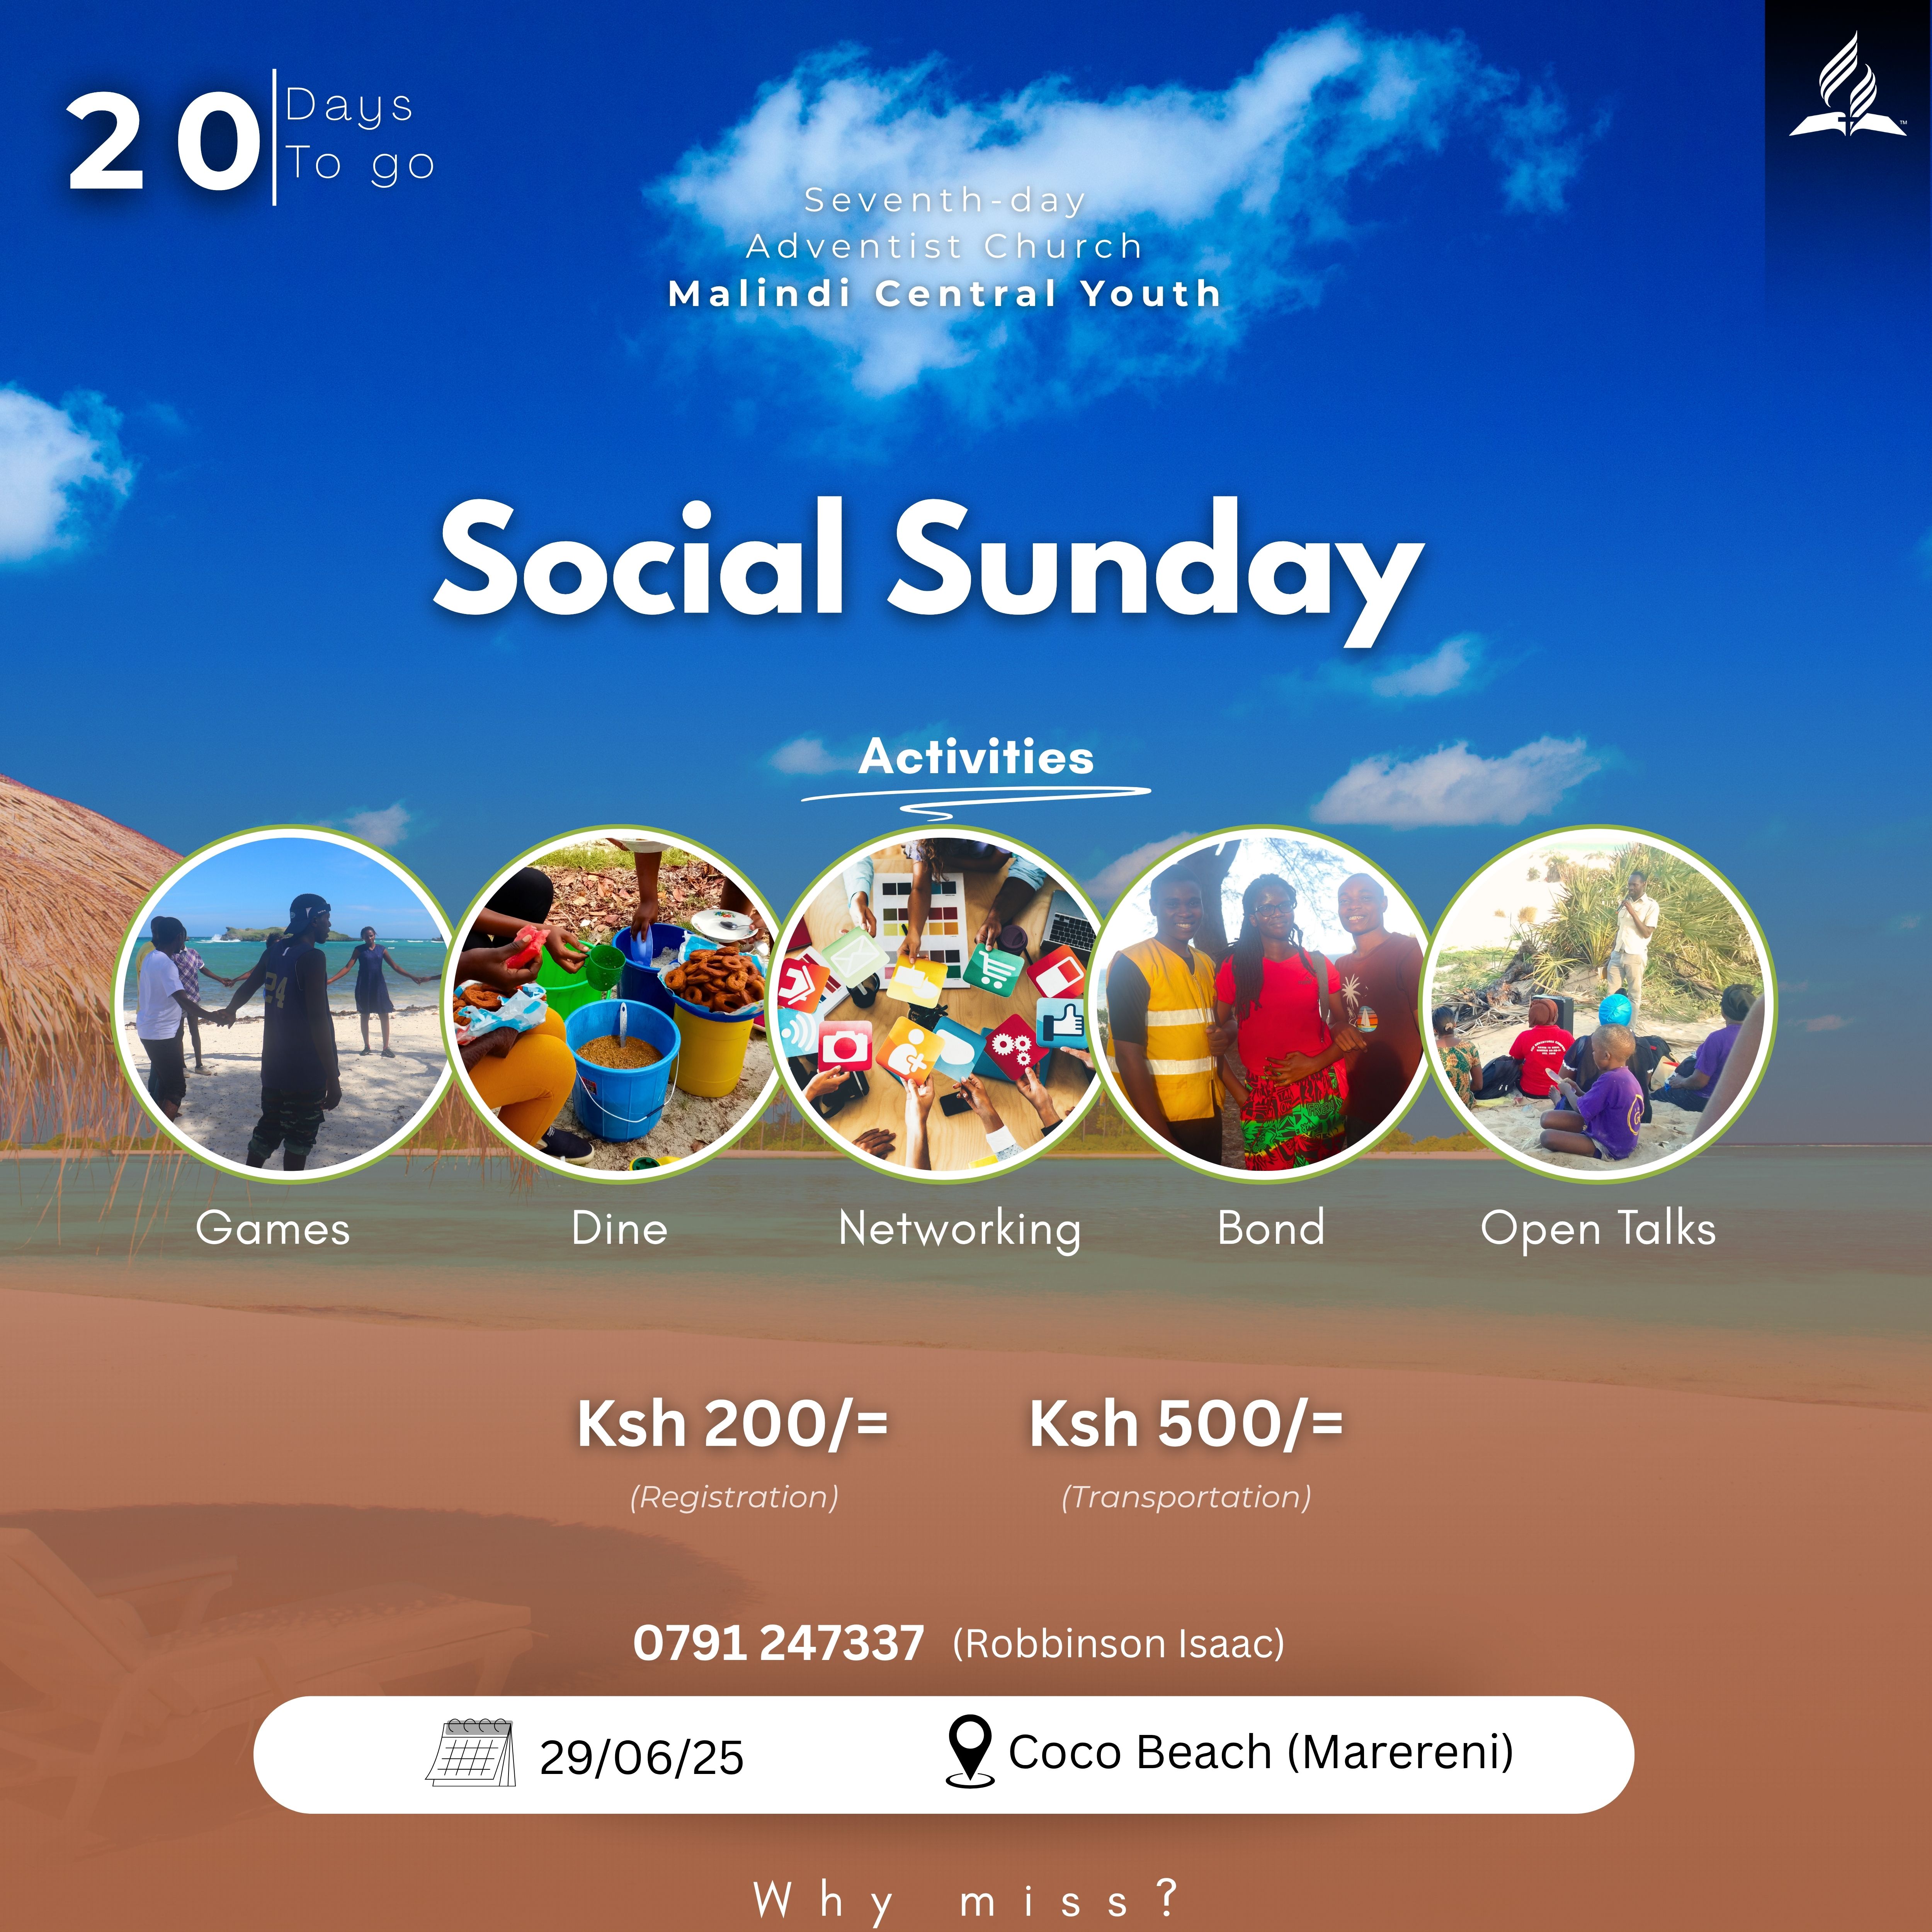 20
Days
To go
Seventh-day
Adventist Church
Malindi Central Youth
Social Sunday
Activities
24
Games
Dine
Networking
Bond
Open Talks
Ksh 200/=
Ksh 500/=
(Registration)
(Transportation)
0791 247337 (Robbinson Isaac)
29/06/25
Coco Beach (Marereni)
Why miss?